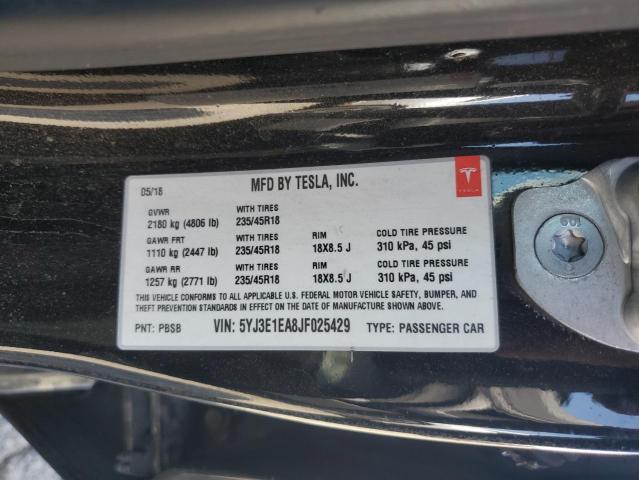 MFD BY TESLA, INC.
05/18
GVWR WITH TIRES
2180 kg (4806 lb) 235/45R18
GAWR FRT WITH TIRES RIM COLD TIRE PRESSURE
1110 kg (2447 lb) 235/45R18 18X8.5 J 310 kPa, 45 psi
GAWR RR WITH TIRES RIM COLD TIRE PRESSURE
1257 kg (2771 lb) 235/45R18 18X8.5 J 310 kPa, 45 psi
THIS VEHICLE CONFORMS TO ALL APPLICABLE U.S. FEDERAL MOTOR VEHICLE SAFETY, BUMPER, AND
THEFT PREVENTION STANDARDS IN EFFECT ON THE DATE OF MANUFACTURE SHOWN ABOVE.
PNT: PBSB VIN: 5YJ3E1EA8JF025429 TYPE: PASSENGER CAR